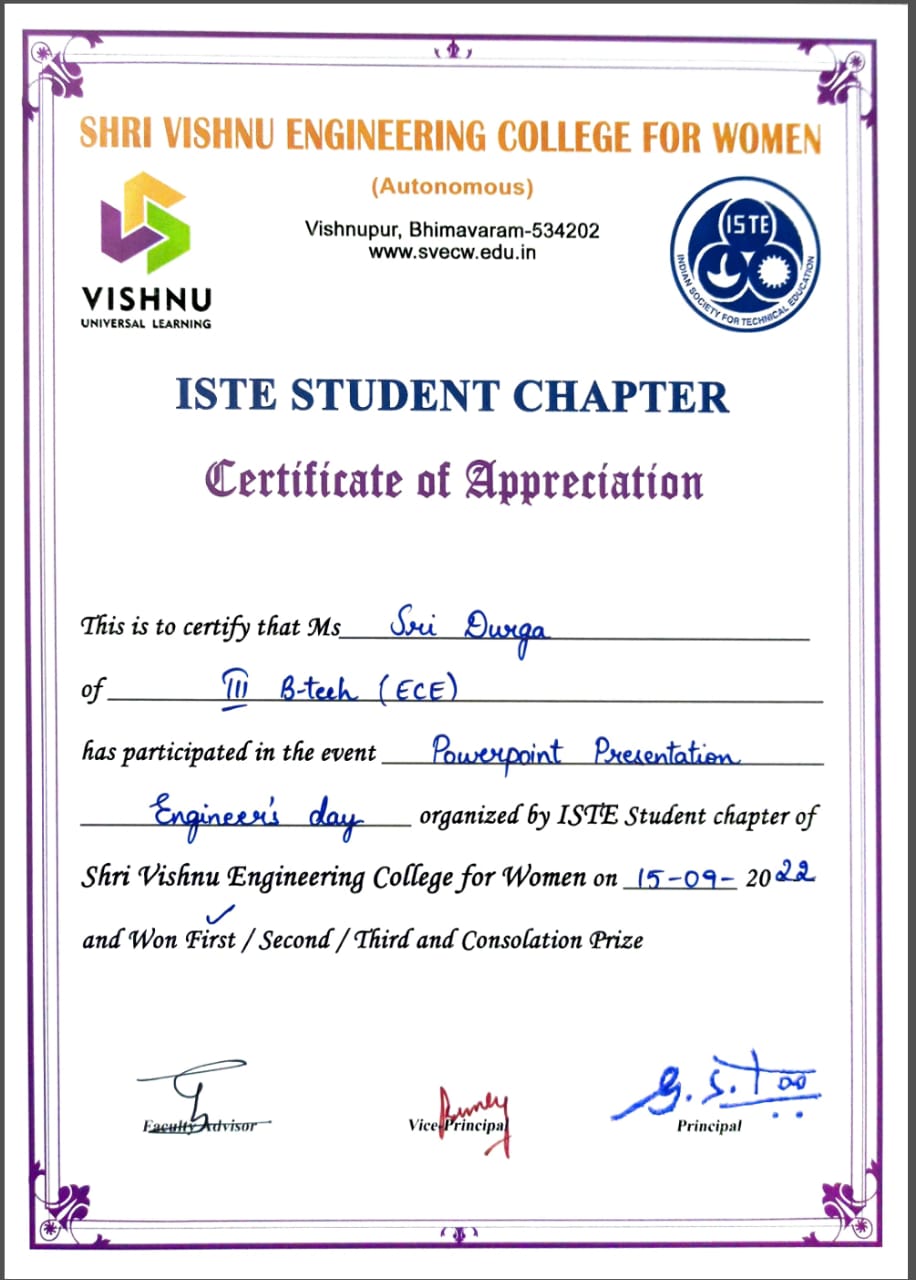 SHRI VISHNU ENGINEERING COLLEGE FOR WOMEN
(Autonomous)
Vishnupur, Bhimavaram-534202
www.svecw.edu.in
VISHNU
UNIVERSAL LEARNING
ISTE
INDIAN SOCIETY FOR TECHNICAL EDUCATION
ISTE STUDENT CHAPTER
Certificate of Appreciation
This is to certify that Ms Sri Durga
of III B-tech (ECE)
has participated in the event Powerpoint Presentation
Engineer's day organized by ISTE Student chapter of
Shri Vishnu Engineering College for Women on 15-09- 2022
and Won First / Second / Third and Consolation Prize
Faculty Advisor
Vice-Principal
Principal